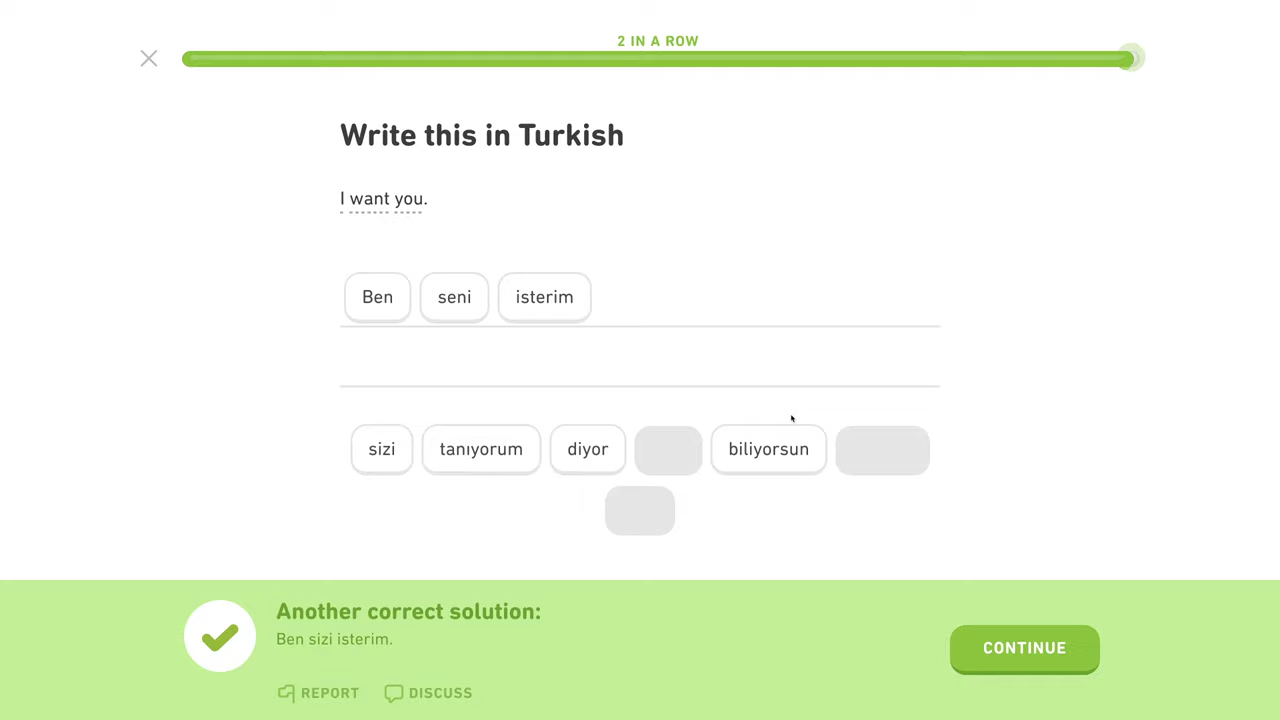 2 IN A ROW
Write this in Turkish
I want you.
Ben seni isterim
sizi tanıyorum diyor biliyorsun
Another correct solution:
Ben sizi isterim.
CONTINUE
REPORT DISCUSS